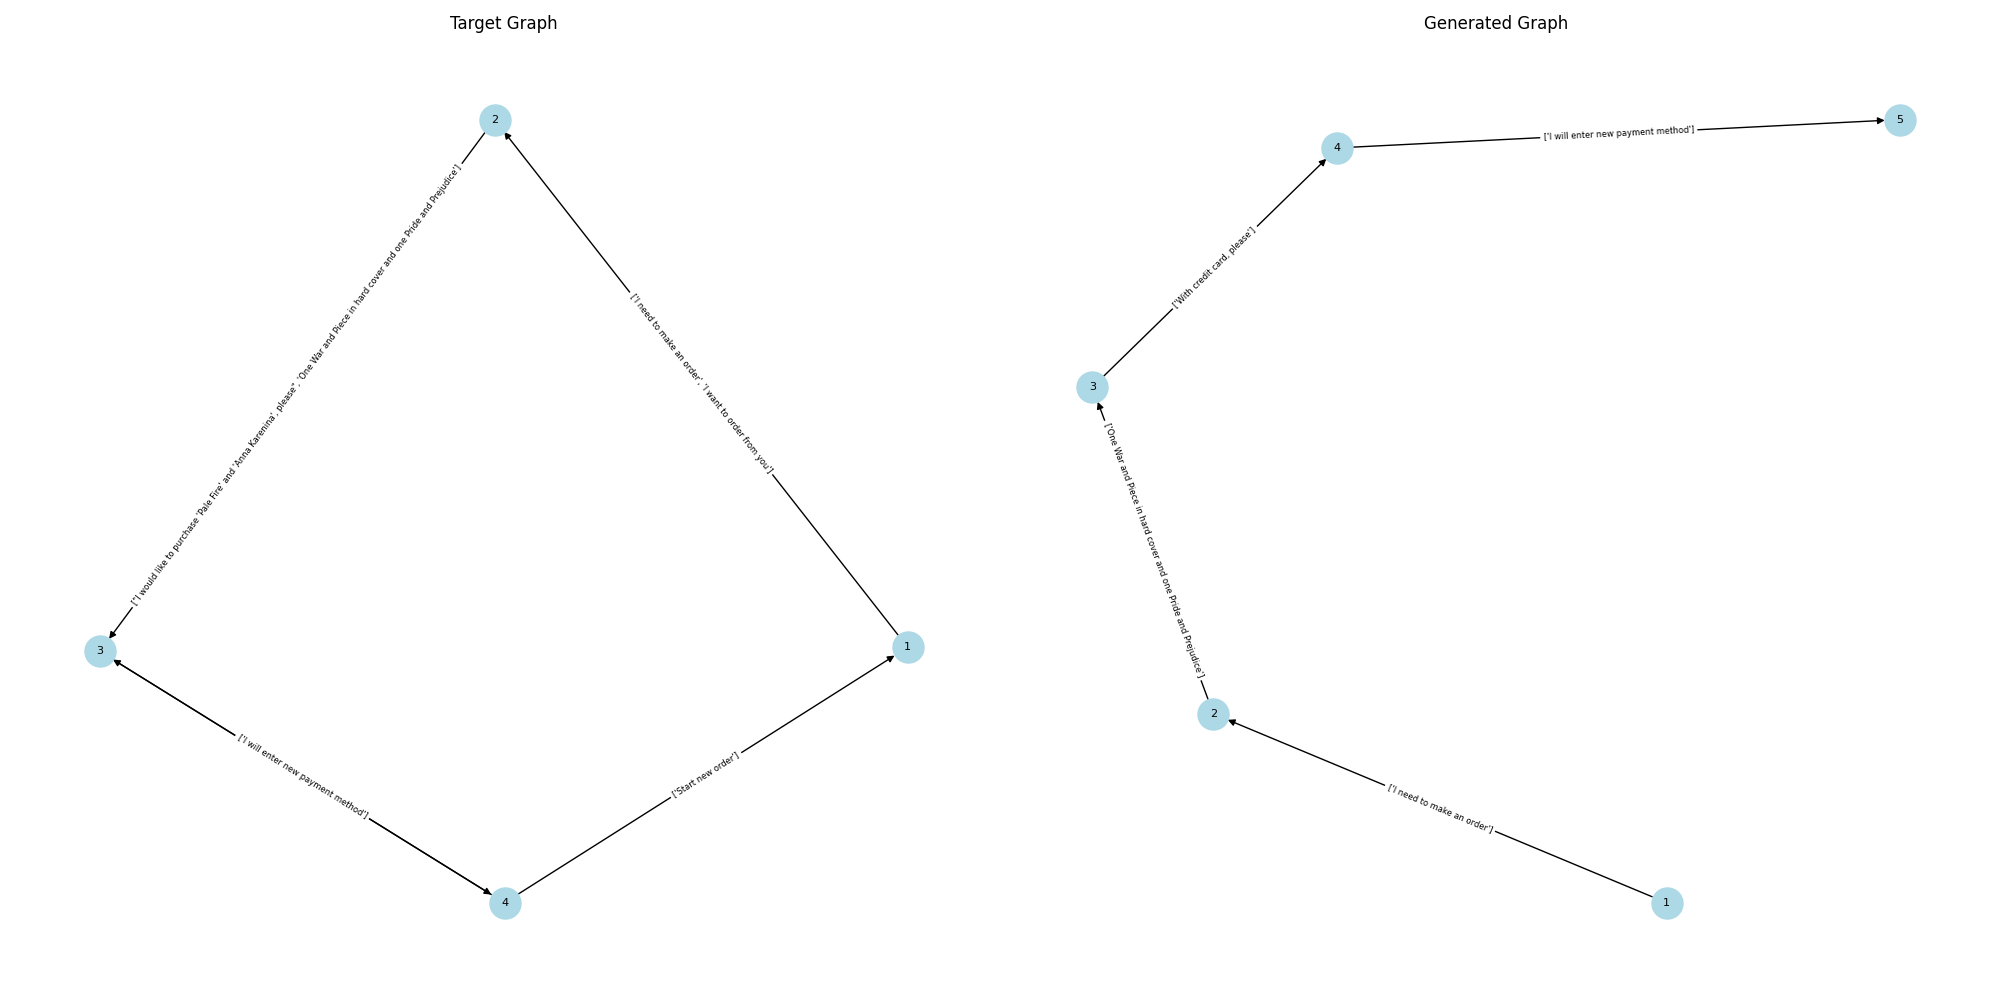 Target Graph
Generated Graph
2
["I would like to purchase 'Pale Fire' and 'Anna Karenina', please", 'One War and Piece in hard cover and one Pride and Prejudice']
['I need to make an order', 'I want to order from you']
3
1
['I will enter new payment method']
['Start new order']
4
4
['I will enter new payment method']
5
['With credit card, please']
3
['One War and Piece in hard cover and one Pride and Prejudice']
2
['I need to make an order']
1